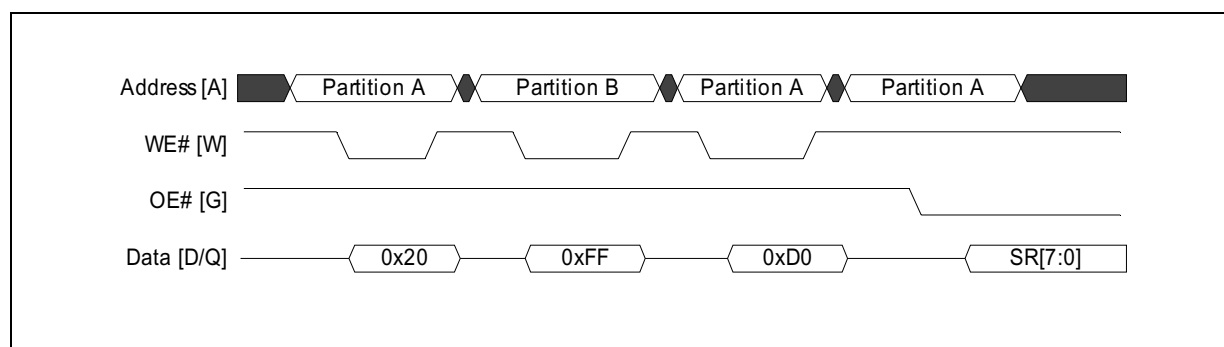 Address [A] Partition A Partition B Partition A Partition A
WE# [W]
OE# [G]
Data [D/Q] 0x20 0xFF 0xD0 SR[7:0]